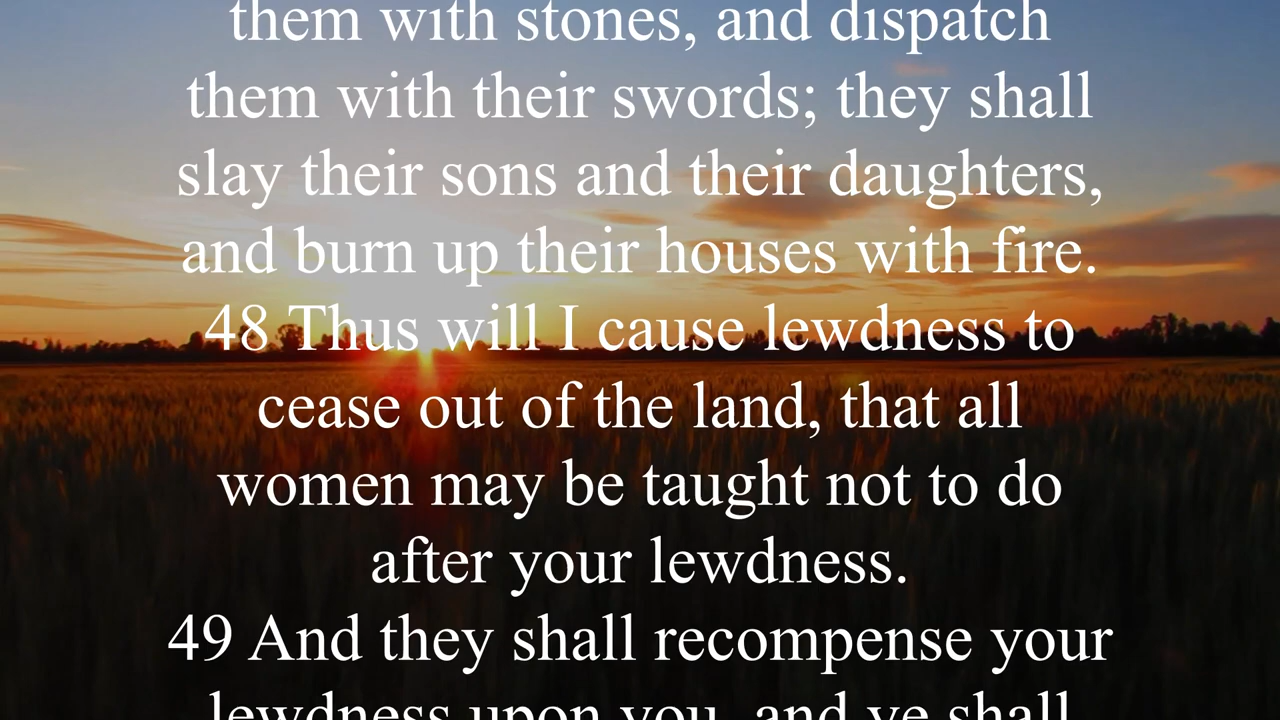 them with stones, and dispatch
them with their swords; they shall
slay their sons and their daughters,
and burn up their houses with fire.
48 Thus will I cause lewdness to
cease out of the land, that all
women may be taught not to do
after your lewdness.
49 And they shall recompense your
lewdness upon you, and ye shall